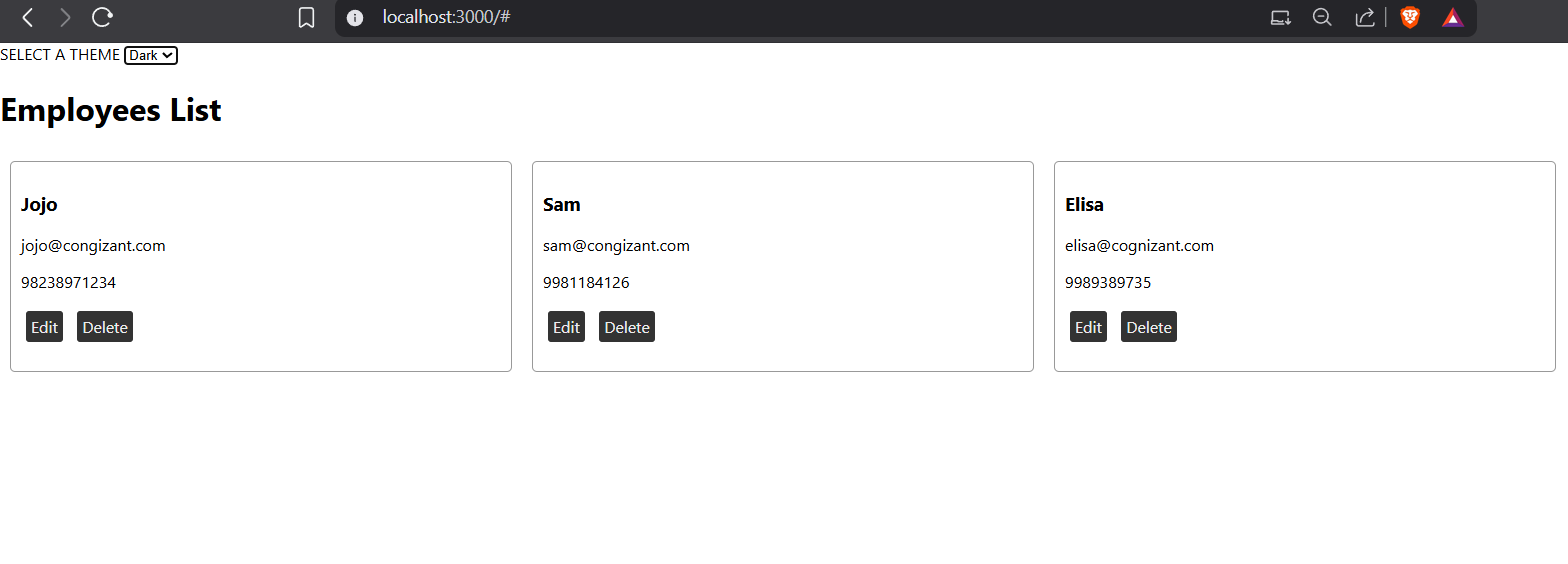 localhost:3000/#
SELECT A THEME Dark
Employees List
Jojo
jojo@congizant.com
98238971234
Edit Delete
Sam
sam@congizant.com
9981184126
Edit Delete
Elisa
elisa@cognizant.com
9989389735
Edit Delete